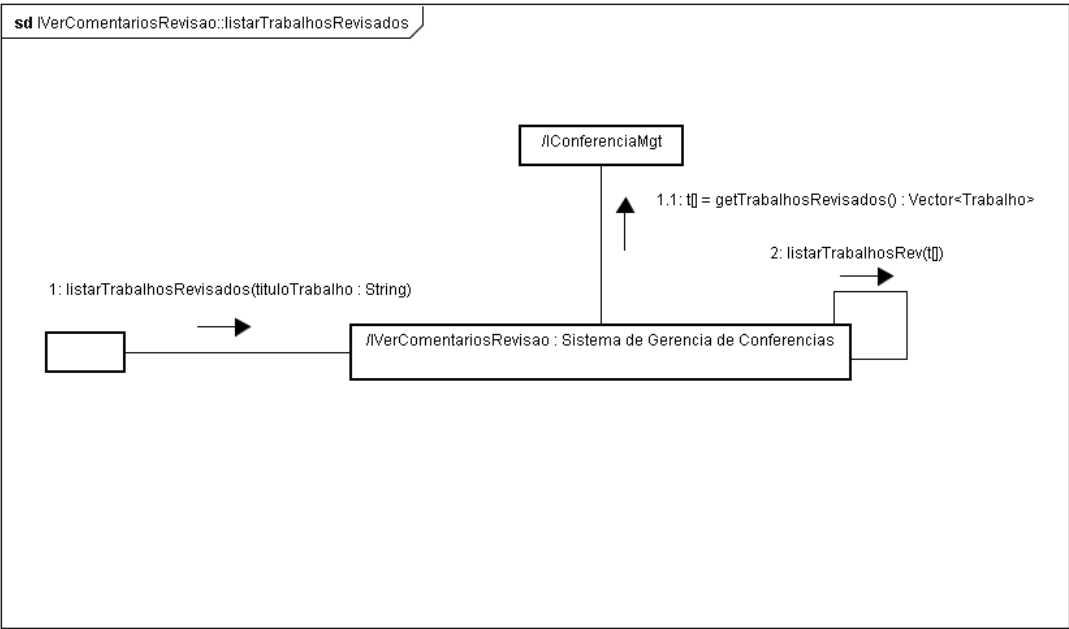 sd IVerComentariosRevisao::listarTrabalhosRevisados
/IConferenciaMgt
1.1: t[] = getTrabalhosRevisados() : Vector<Trabalho>
2: listarTrabalhosRev(t[])
1: listarTrabalhosRevisados(tituloTrabalho : String)
/IVerComentariosRevisao : Sistema de Gerencia de Conferencias